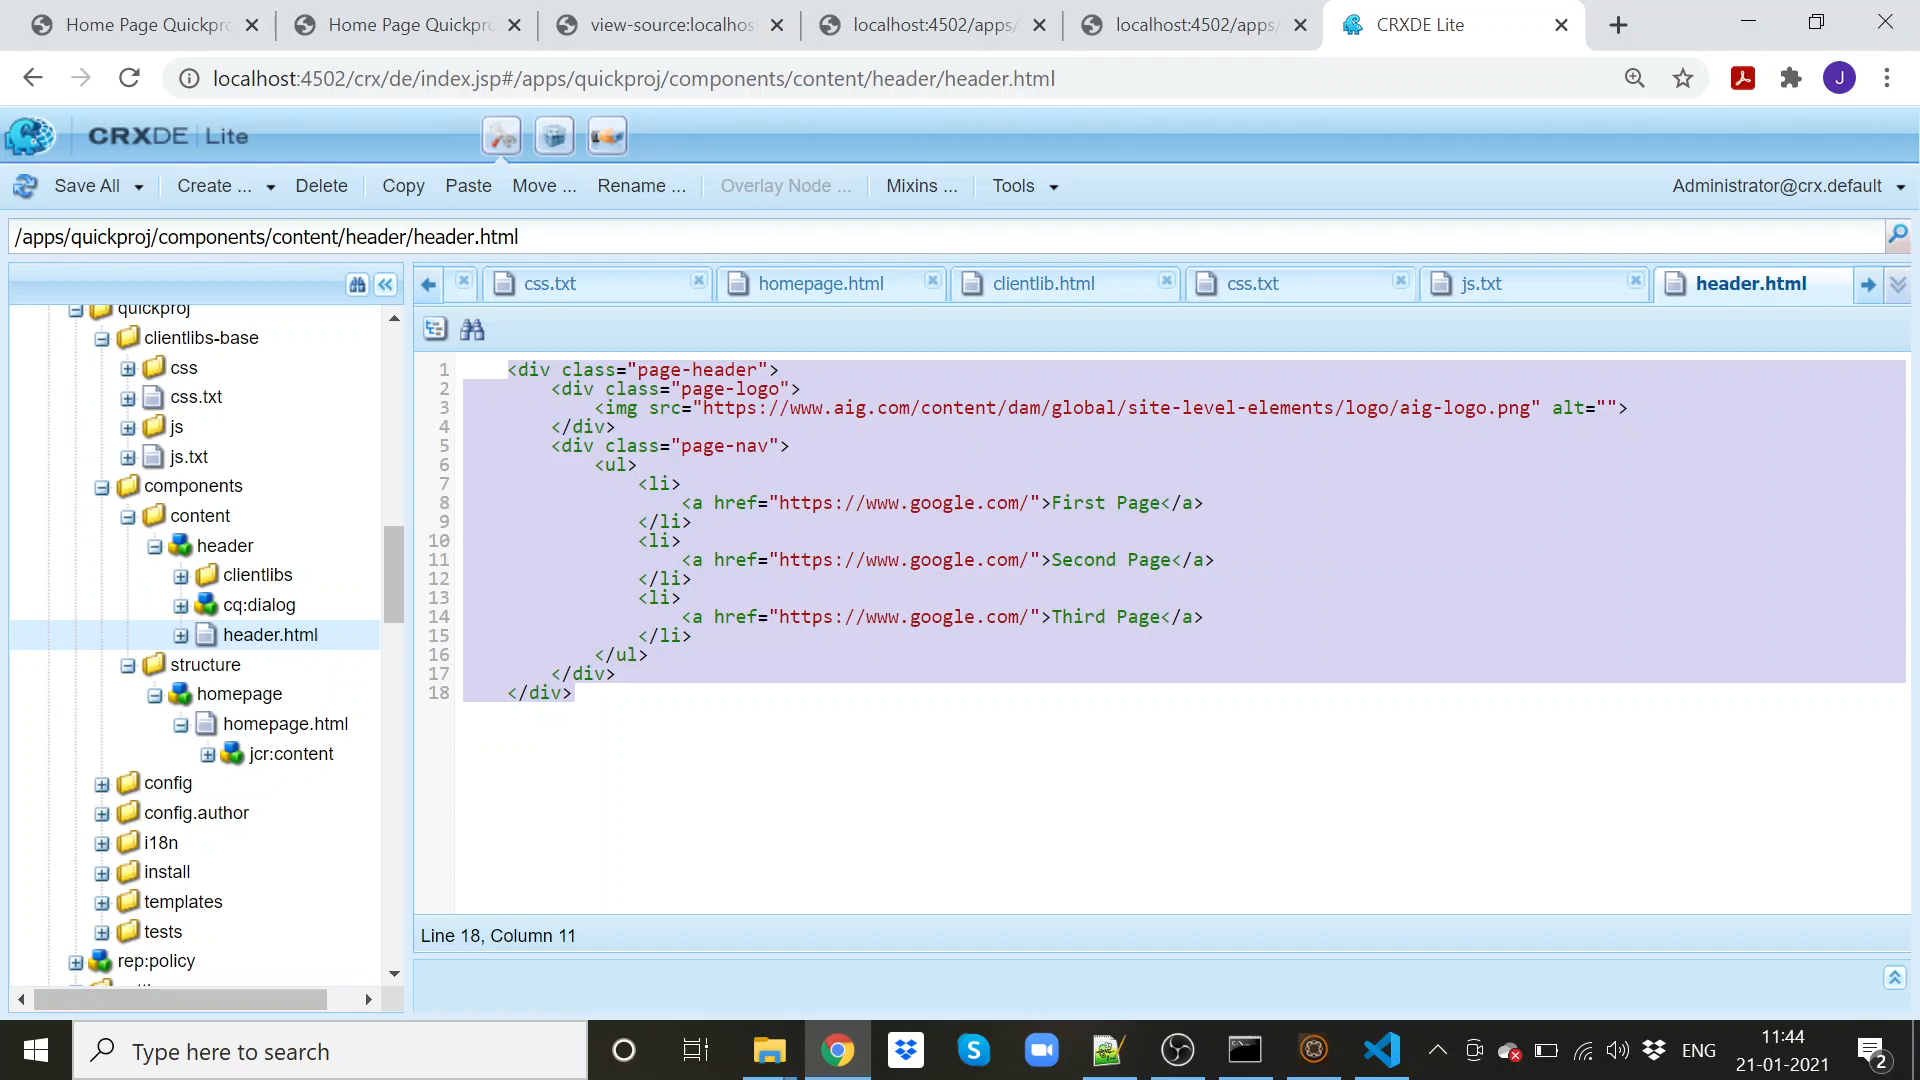 Home Page Quickpro
Home Page Quickpro
view-source:localhos
localhost:4502/apps/
localhost:4502/apps/
CRXDE Lite
localhost:4502/crx/de/index.jsp#/apps/quickproj/components/content/header/header.html
J
CRXDE | Lite
Save All
Create ...
Delete
Copy
Paste
Move ...
Rename ...
Overlay Node ...
Mixins ...
Tools
Administrator@crx.default
/apps/quickproj/components/content/header/header.html
css.txt
homepage.html
clientlib.html
css.txt
js.txt
header.html
quickproj
clientlibs-base
css
css.txt
js
js.txt
components
content
header
clientlibs
cq:dialog
header.html
structure
homepage
homepage.html
jcr:content
config
config.author
i18n
install
templates
tests
rep:policy
1 <div class="page-header">
2 <div class="page-logo">
3 <img src="https://www.aig.com/content/dam/global/site-level-elements/logo/aig-logo.png" alt="">
4 </div>
5 <div class="page-nav">
6 <ul>
7 <li>
8 <a href="https://www.google.com/">First Page</a>
9 </li>
10 <li>
11 <a href="https://www.google.com/">Second Page</a>
12 </li>
13 <li>
14 <a href="https://www.google.com/">Third Page</a>
15 </li>
16 </ul>
17 </div>
18 </div>
Line 18, Column 11
Type here to search
ENG
11:44
21-01-2021
2